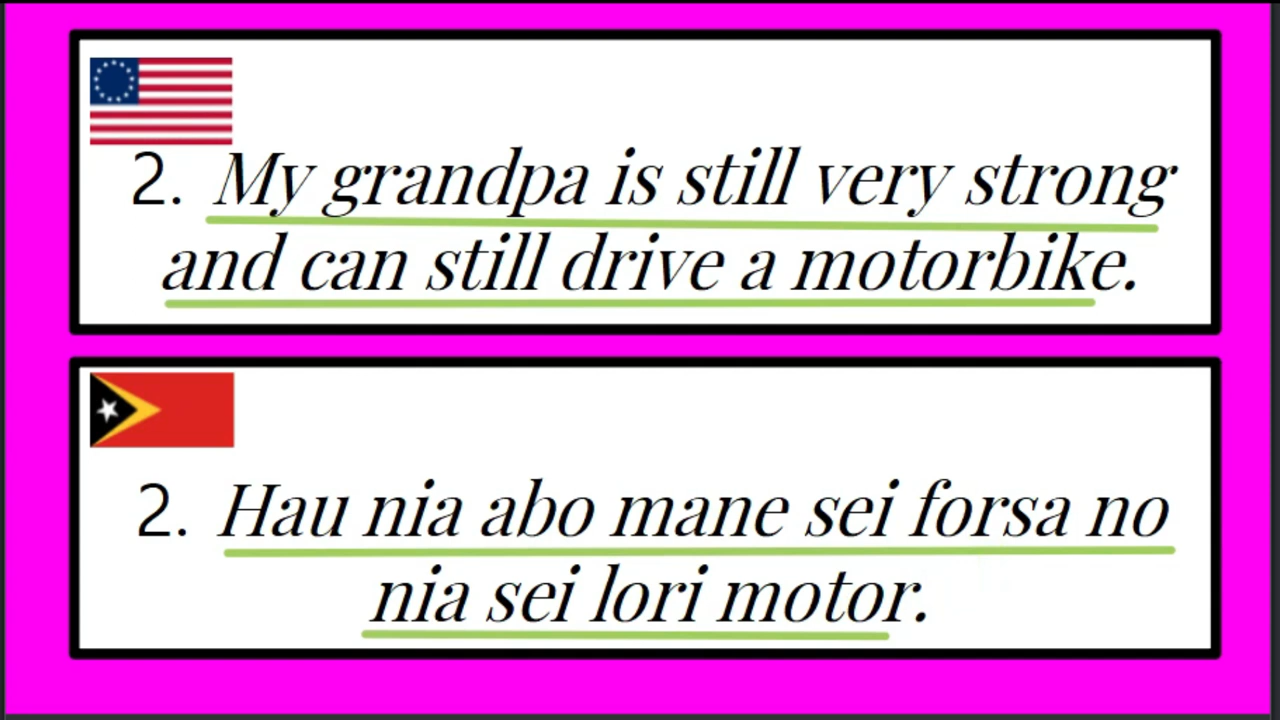 2. My grandpa is still very strong
and can still drive a motorbike.
2. Hau nia abo mane sei forsa no
nia sei lori motor.